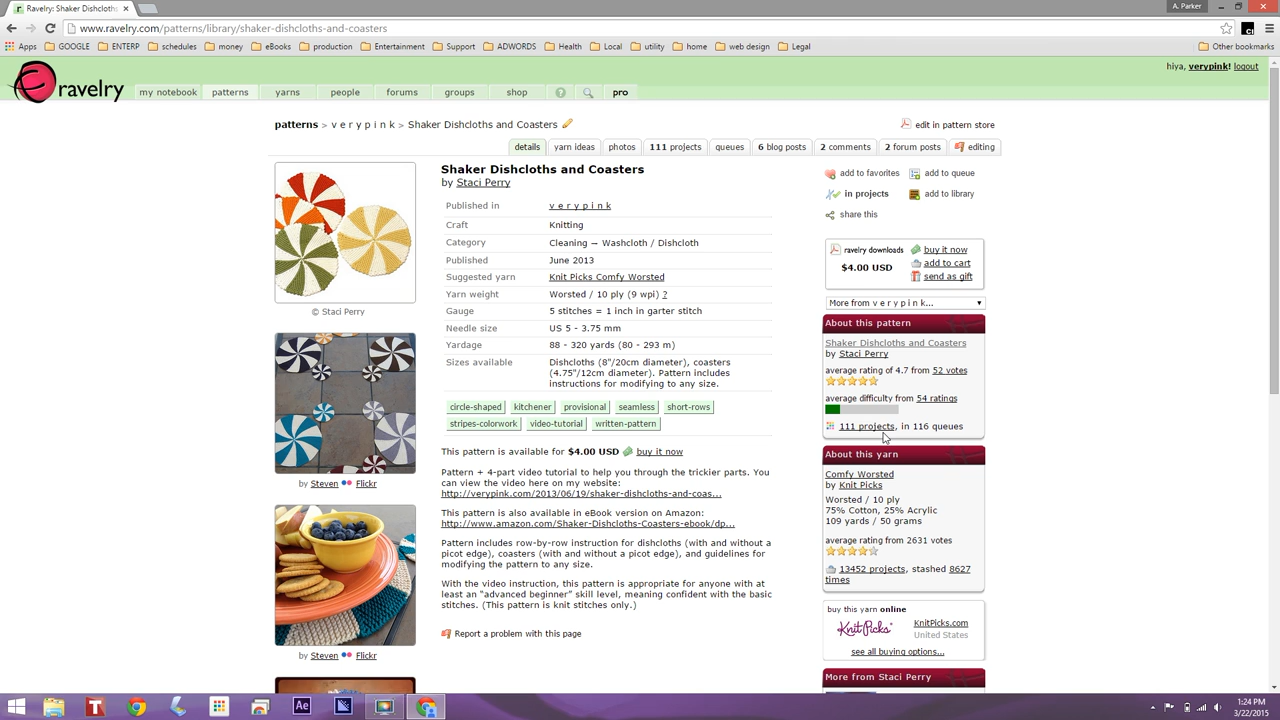 Ravelry: Shaker Dishcloths
A. Parker
www.ravelry.com/patterns/library/shaker-dishcloths-and-coasters
Apps GOOGLE ENTERP schedules money eBooks production Entertainment Support ADWORDS Health Local utility home web design Legal Other bookmarks
hiya, verypink! logout
ravelry
my notebook patterns yarns people forums groups shop ? pro
patterns > v e r y p i n k > Shaker Dishcloths and Coasters
edit in pattern store
details yarn ideas photos 111 projects queues 6 blog posts 2 comments 2 forum posts editing
Shaker Dishcloths and Coasters
by Staci Perry
Published in v e r y p i n k
Craft Knitting
Category Cleaning → Washcloth / Dishcloth
Published June 2013
Suggested yarn Knit Picks Comfy Worsted
Yarn weight Worsted / 10 ply (9 wpi) ?
Gauge 5 stitches = 1 inch in garter stitch
Needle size US 5 - 3.75 mm
Yardage 88 - 320 yards (80 - 293 m)
Sizes available Dishcloths (8"/20cm diameter), coasters
(4.75"/12cm diameter). Pattern includes
instructions for modifying to any size.
circle-shaped kitchener provisional seamless short-rows
stripes-colorwork video-tutorial written-pattern
This pattern is available for $4.00 USD buy it now
Pattern + 4-part video tutorial to help you through the trickier parts. You
can view the video here on my website:
http://verypink.com/2013/06/19/shaker-dishcloths-and-coas...
This pattern is also available in eBook version on Amazon:
http://www.amazon.com/Shaker-Dishcloths-Coasters-ebook/dp...
Pattern includes row-by-row instruction for dishcloths (with and without a
picot edge), coasters (with and without a picot edge), and guidelines for
modifying the pattern to any size.
With the video instruction, this pattern is appropriate for anyone with at
least an "advanced beginner" skill level, meaning confident with the basic
stitches. (This pattern is knit stitches only.)
Report a problem with this page
© Staci Perry
by Steven Flickr
by Steven Flickr
add to favorites add to queue
in projects add to library
share this
ravelry downloads
$4.00 USD
buy it now
add to cart
send as gift
More from v e r y p i n k...
About this pattern
Shaker Dishcloths and Coasters
by Staci Perry
average rating of 4.7 from 52 votes
average difficulty from 54 ratings
111 projects, in 116 queues
About this yarn
Comfy Worsted
by Knit Picks
Worsted / 10 ply
75% Cotton, 25% Acrylic
109 yards / 50 grams
average rating from 2631 votes
13452 projects, stashed 8627
times
buy this yarn online
KnitPicks KnitPicks.com
United States
see all buying options...
More from Staci Perry
T Ae
1:24 PM
3/22/2015